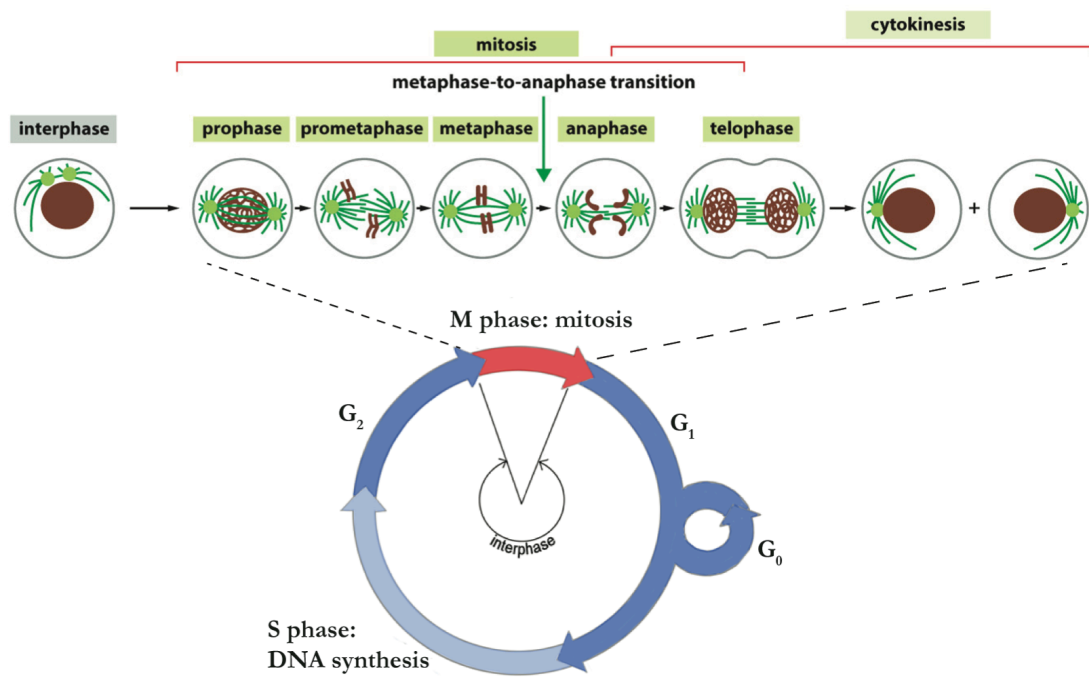 cytokinesis
mitosis
metaphase-to-anaphase transition
interphase
prophase
prometaphase
metaphase
anaphase
telophase
+
M phase: mitosis
G₂
G₁
interphase
G₀
S phase:
DNA synthesis